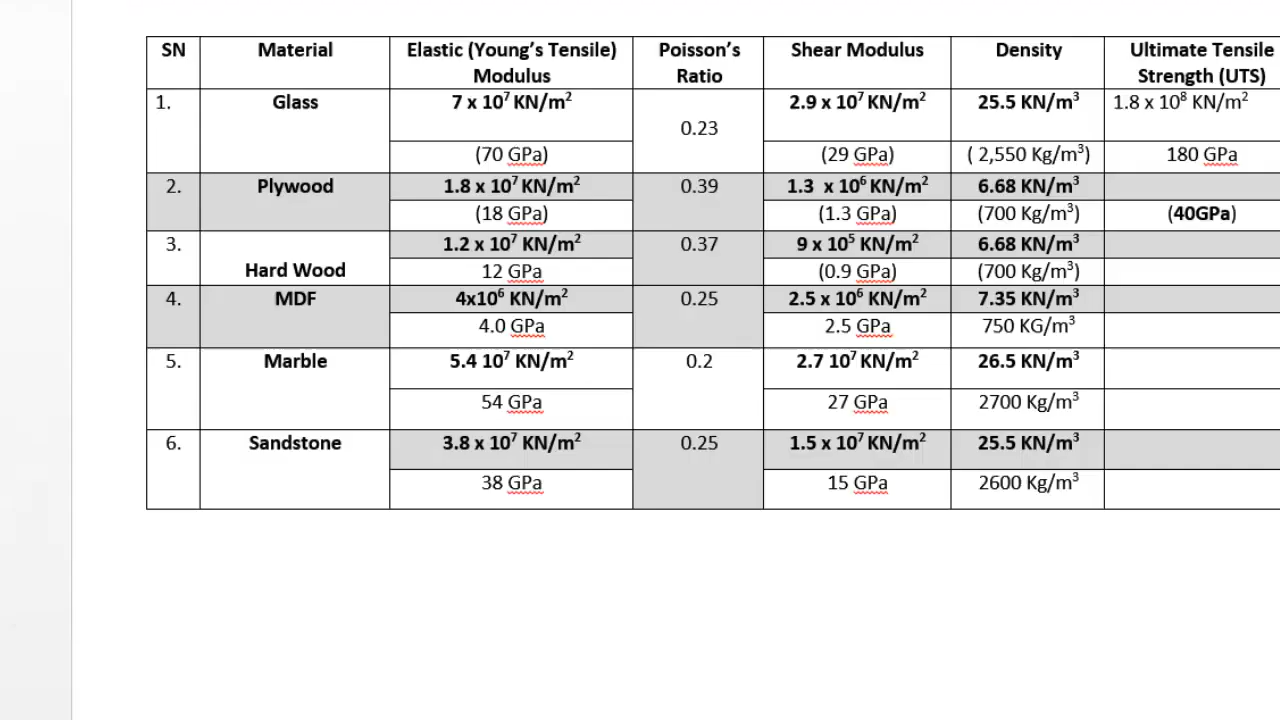 SN Material Elastic (Young’s Tensile) Modulus Poisson’s Ratio Shear Modulus Density Ultimate Tensile Strength (UTS)
1. Glass 7 x 10⁷ KN/m² 0.23 2.9 x 10⁷ KN/m² 25.5 KN/m³ 1.8 x 10⁸ KN/m²
(70 GPa) (29 GPa) ( 2,550 Kg/m³) 180 GPa
2. Plywood 1.8 x 10⁷ KN/m² 0.39 1.3 x 10⁶ KN/m² 6.68 KN/m³
(18 GPa) (1.3 GPa) (700 Kg/m³) (40GPa)
3. Hard Wood 1.2 x 10⁷ KN/m² 0.37 9 x 10⁵ KN/m² 6.68 KN/m³
12 GPa (0.9 GPa) (700 Kg/m³)
4. MDF 4x10⁶ KN/m² 0.25 2.5 x 10⁶ KN/m² 7.35 KN/m³
4.0 GPa 2.5 GPa 750 KG/m³
5. Marble 5.4 10⁷ KN/m² 0.2 2.7 10⁷ KN/m² 26.5 KN/m³
54 GPa 27 GPa 2700 Kg/m³
6. Sandstone 3.8 x 10⁷ KN/m² 0.25 1.5 x 10⁷ KN/m² 25.5 KN/m³
38 GPa 15 GPa 2600 Kg/m³